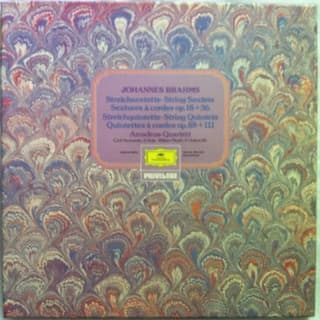 JOHANNES BRAHMS
Streichsextette · String Sextets
Sextuors à cordes op. 18 + 36
Streichquintette · String Quintets
Quintettes à cordes op. 88 + 111
Amadeus-Quartett
PRIVILEGE